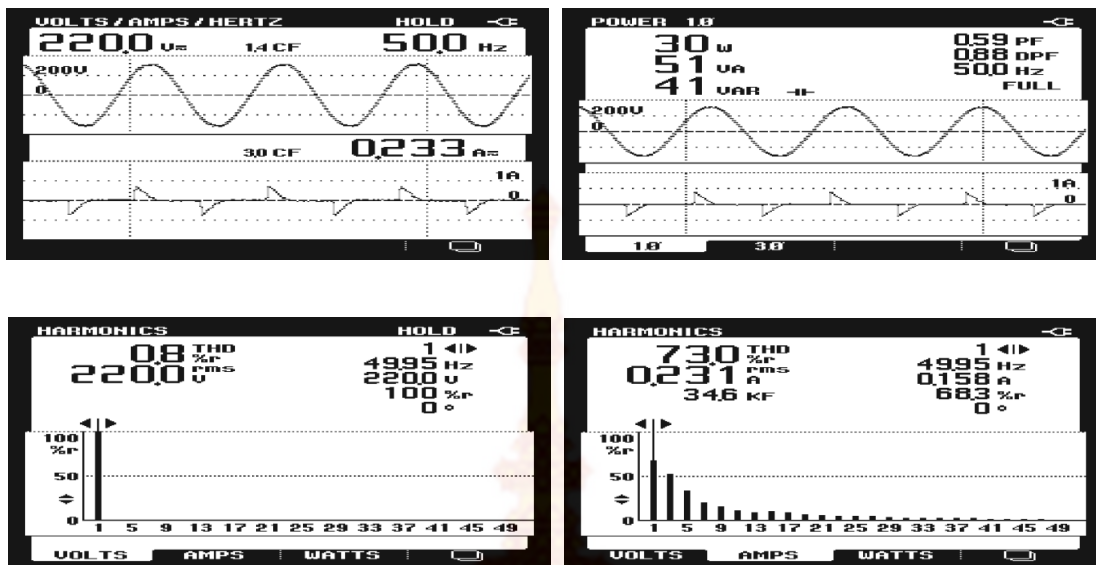 VOLTS/AMPS/HERTZ HOLD
220.0 V 1.4 CF 50.0 HZ
200V
0
3.0 CF 0.233 A
1A
0
POWER 1.0
30 W 0.59 PF
51 VA 0.88 DPF
41 VAR 50.0 HZ
FULL
200V
0
1A
0
1.0 3.0
HARMONICS HOLD
0.8 THD %r 1
220.0 rms V 49.95 HZ
220.0 V
100 %r
0 °
100
%r
50
0
1 5 9 13 17 21 25 29 33 37 41 45 49
VOLTS AMPS WATTS
HARMONICS
73.0 THD %r 1
0.231 rms A 49.95 HZ
34.6 KF 0.158 A
68.3 %r
0 °
100
%r
50
0
1 5 9 13 17 21 25 29 33 37 41 45 49
VOLTS AMPS WATTS